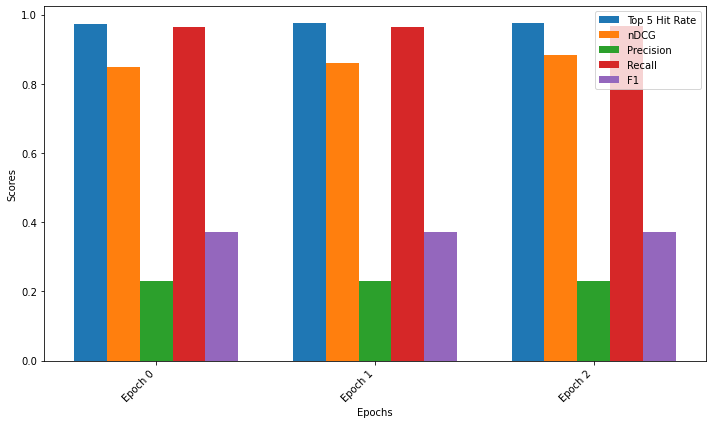 Top 5 Hit Rate
nDCG
Precision
Recall
F1
1.0
0.8
0.6
0.4
0.2
0.0
Scores
Epoch 0
Epoch 1
Epoch 2
Epochs